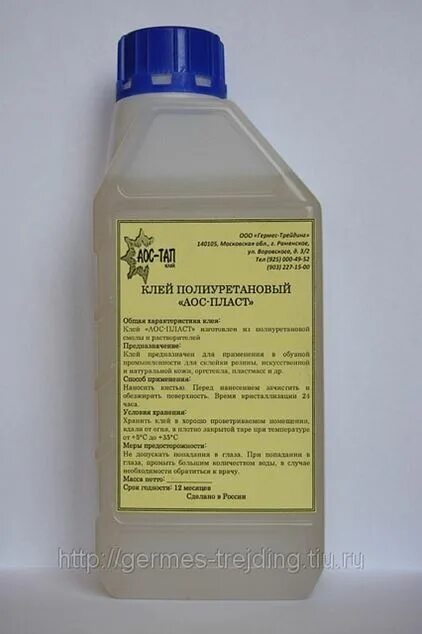 АОС-ТАП
клей
ООО «Гермес-Трейдинг»
140105, Московская обл., г. Раменское,
ул. Воровского, д. 3/2
Тел (925) 000-49-52
(903) 227-15-00
КЛЕЙ ПОЛИУРЕТАНОВЫЙ
«АОС-ПЛАСТ»
Общая характеристика клея:
Клей «АОС-ПЛАСТ» изготовлен из полиуретановой
смолы и растворителей
Предназначение:
Клей предназначен для применения в обувной
промышленности для склейки резины, искусственной
и натуральной кожи, оргстекла, пластмасс и др.
Способ применения:
Наносить кистью. Перед нанесением зачистить и
обезжирить поверхность. Время кристаллизации 24
часа.
Условия хранения:
Хранить клей в хорошо проветриваемом помещении,
вдали от огня, в плотно закрытой таре при температуре
от +5°С до +35°С
Меры предосторожности:
Не допускать попадания в глаза. При попадании в
глаза, промыть большим количеством воды, в случае
необходимости обратиться к врачу.
Масса нетто: ____________
Срок годности: 12 месяцев
Сделано в России
http://germes-trejding.tiu.ru